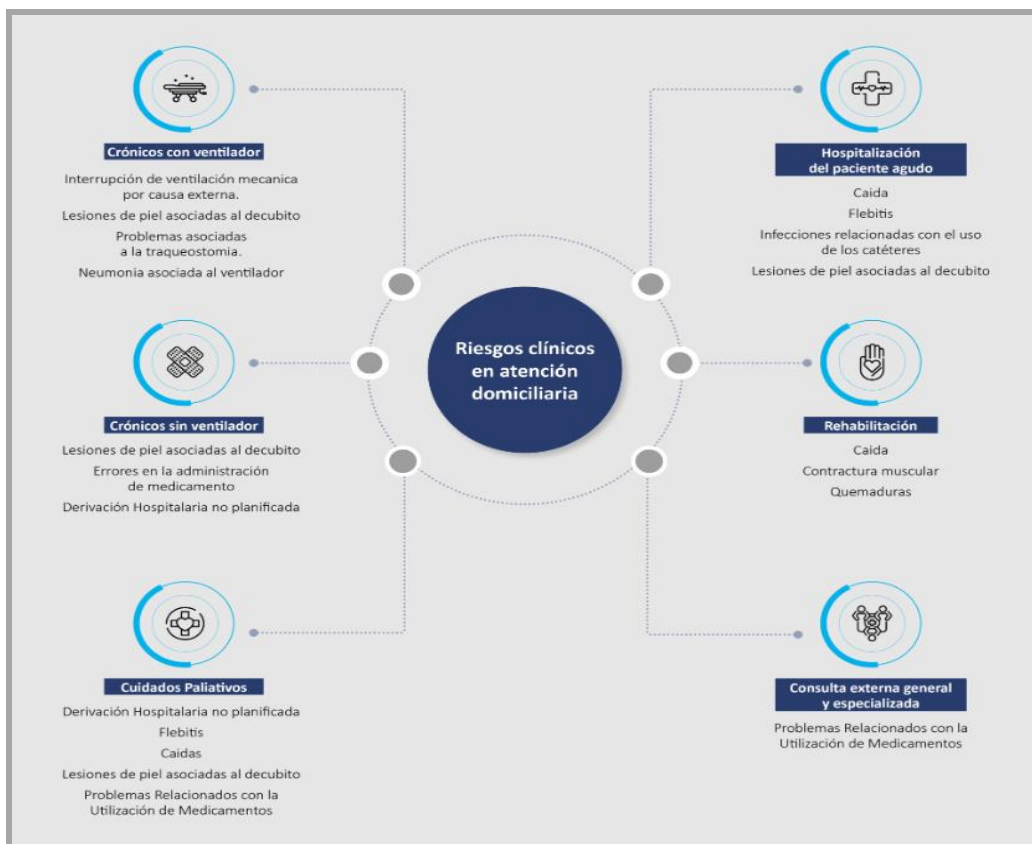 Crónicos con ventilador
Interrupción de ventilación mecanica
por causa externa.
Lesiones de piel asociadas al decubito
Problemas asociadas
a la traqueostomia.
Neumonia asociada al ventilador
Crónicos sin ventilador
Lesiones de piel asociadas al decubito
Errores en la administración
de medicamento
Derivación Hospitalaria no planificada
Cuidados Paliativos
Derivación Hospitalaria no planificada
Flebitis
Caidas
Lesiones de piel asociadas al decubito
Problemas Relacionados con la
Utilización de Medicamentos
Riesgos clínicos
en atención
domiciliaria
Hospitalización
del paciente agudo
Caida
Flebitis
Infecciones relacionadas con el uso
de los catéteres
Lesiones de piel asociadas al decubito
Rehabilitación
Caida
Contractura muscular
Quemaduras
Consulta externa general
y especializada
Problemas Relacionados con la
Utilización de Medicamentos